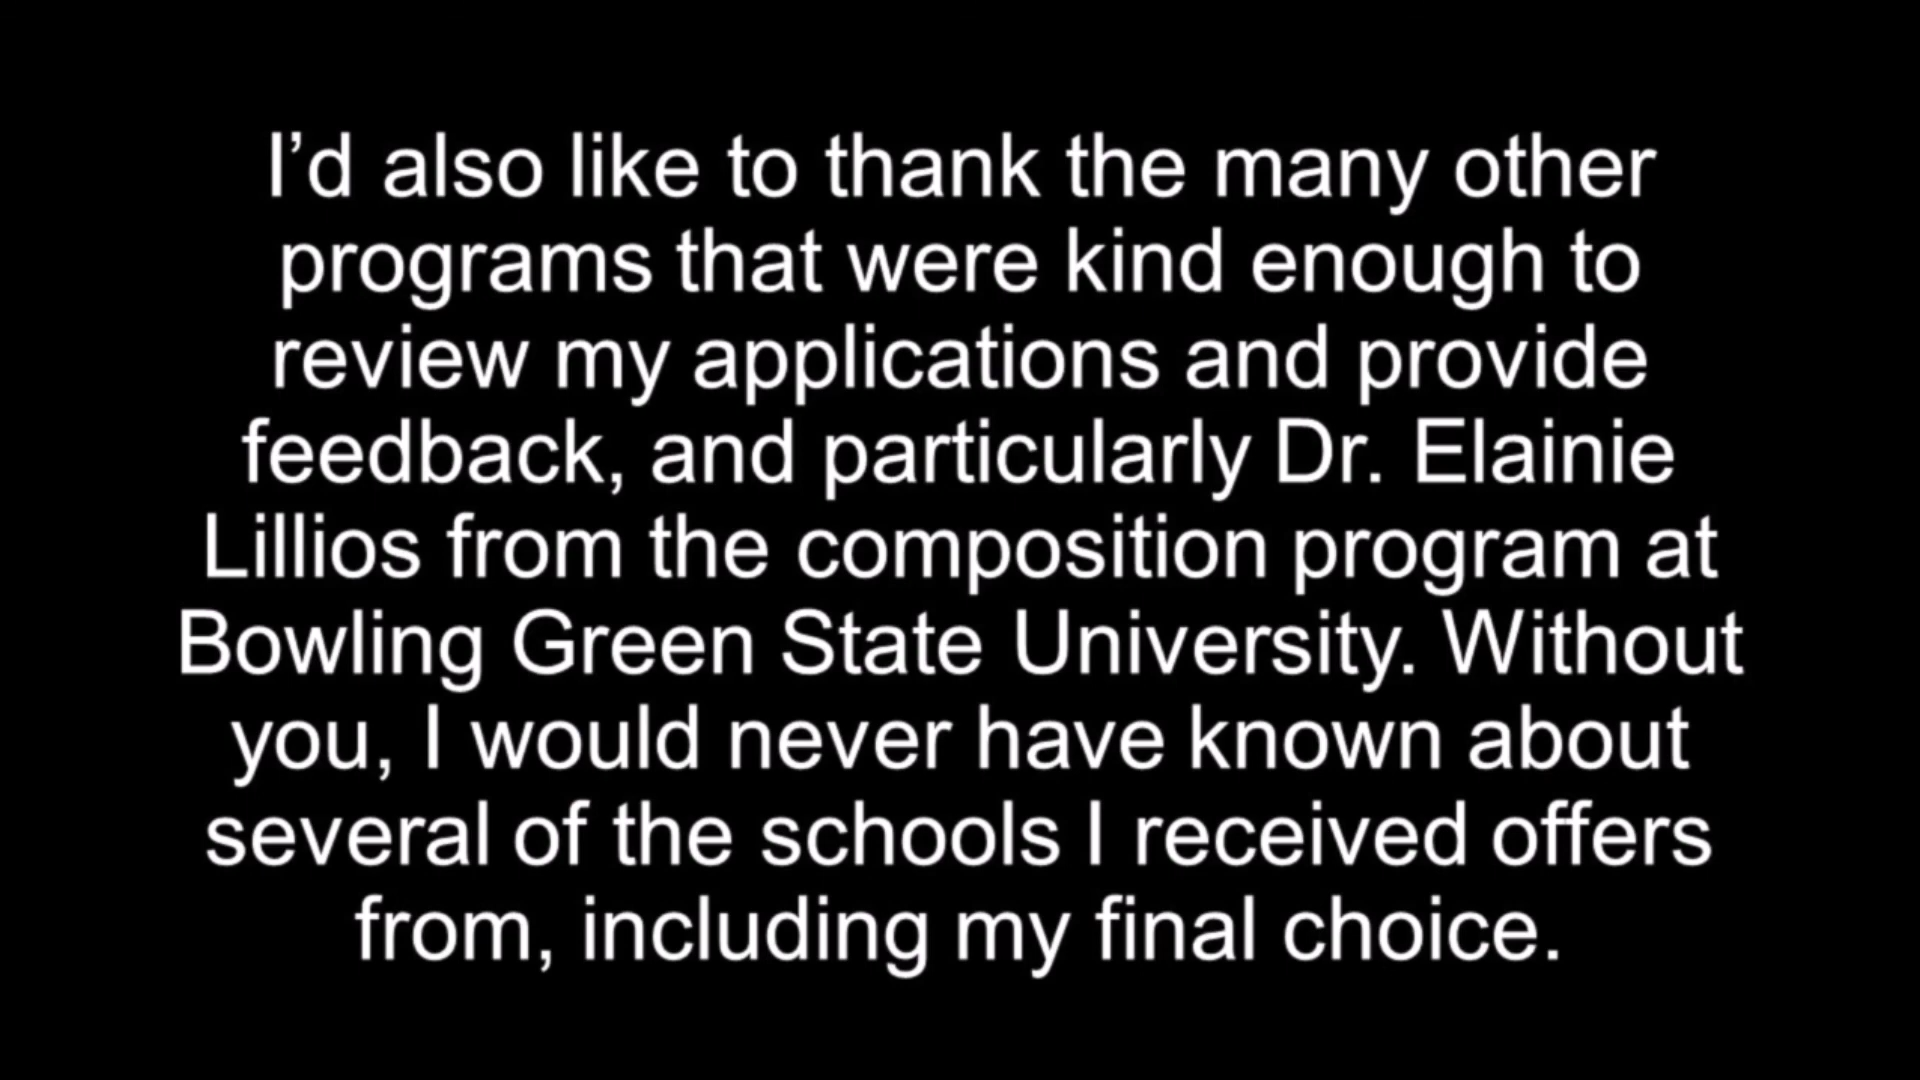 I’d also like to thank the many other
programs that were kind enough to
review my applications and provide
feedback, and particularly Dr. Elainie
Lillios from the composition program at
Bowling Green State University. Without
you, I would never have known about
several of the schools I received offers
from, including my final choice.